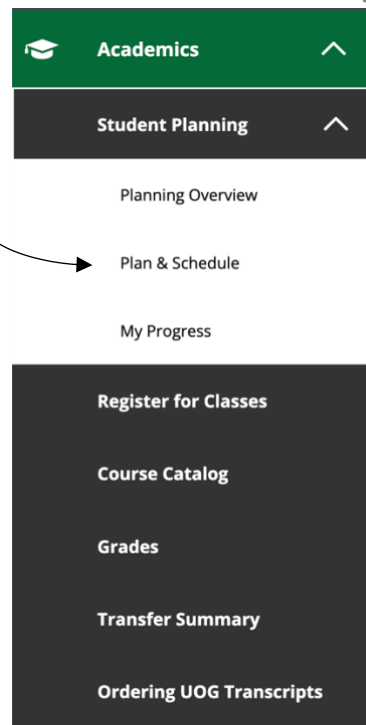 Academics
Student Planning
Planning Overview
Plan & Schedule
My Progress
Register for Classes
Course Catalog
Grades
Transfer Summary
Ordering UOG Transcripts